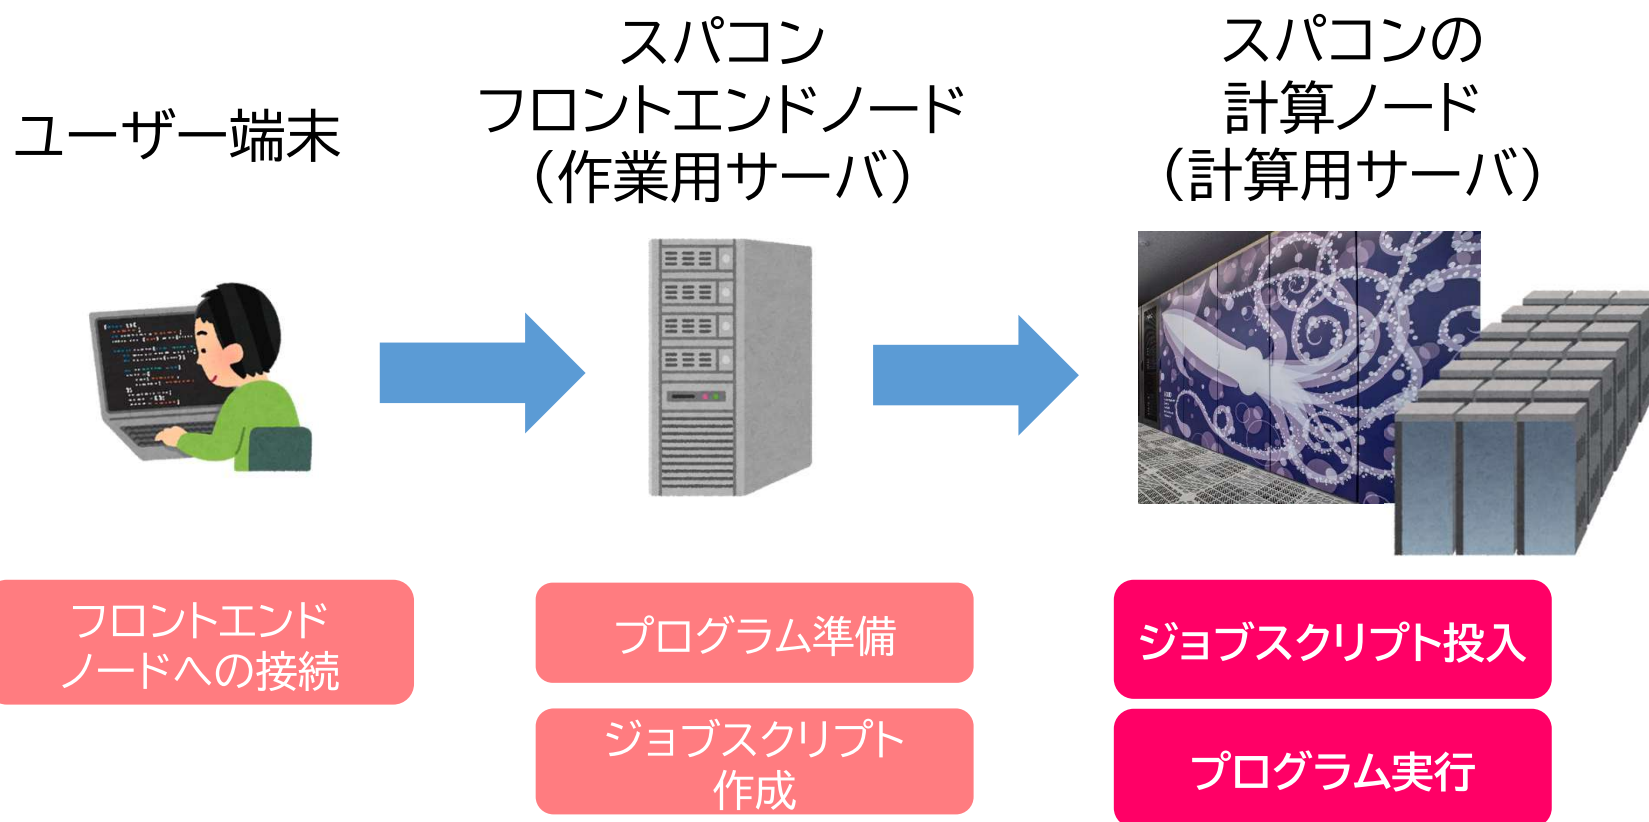 ユーザー端末
スパコン
フロントエンドノード
（作業用サーバ）
スパコンの
計算ノード
（計算用サーバ）
フロントエンド
ノードへの接続
プログラム準備
ジョブスクリプト
作成
ジョブスクリプト投入
プログラム実行